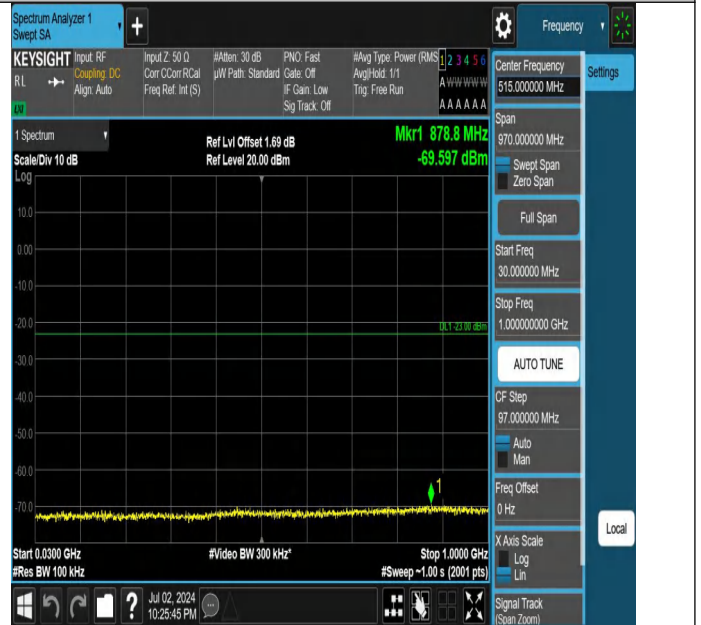 Spectrum Analyzer 1
Swept SA
+
Frequency
KEYSIGHT
RL
LXI
Input: RF
Coupling: DC
Align: Auto
Input Z: 50 Ω
Corr CCorr RCal
Freq Ref: Int (S)
#Atten: 30 dB
µW Path: Standard
PNO: Fast
Gate: Off
IF Gain: Low
Sig Track: Off
#Avg Type: Power (RMS
Avg|Hold: 1/1
Trig: Free Run
1 2 3 4 5 6
A W W W W W
A A A A A A
1 Spectrum
Scale/Div 10 dB
Log
Ref Lvl Offset 1.69 dB
Ref Level 20.00 dBm
Mkr1 878.8 MHz
-69.597 dBm
10.0
0.00
-10.0
-20.0
-30.0
-40.0
-50.0
-60.0
-70.0
DL1 -23.00 dBm
1
Start 0.0300 GHz
#Res BW 100 kHz
#Video BW 300 kHz*
Stop 1.0000 GHz
#Sweep ~1.00 s (2001 pts)
Center Frequency
515.000000 MHz
Settings
Span
970.000000 MHz
Swept Span
Zero Span
Full Span
Start Freq
30.000000 MHz
Stop Freq
1.000000000 GHz
AUTO TUNE
CF Step
97.000000 MHz
Auto
Man
Freq Offset
0 Hz
X Axis Scale
Log
Lin
Signal Track
(Span Zoom)
Local
?
Jul 02, 2024
10:25:45 PM